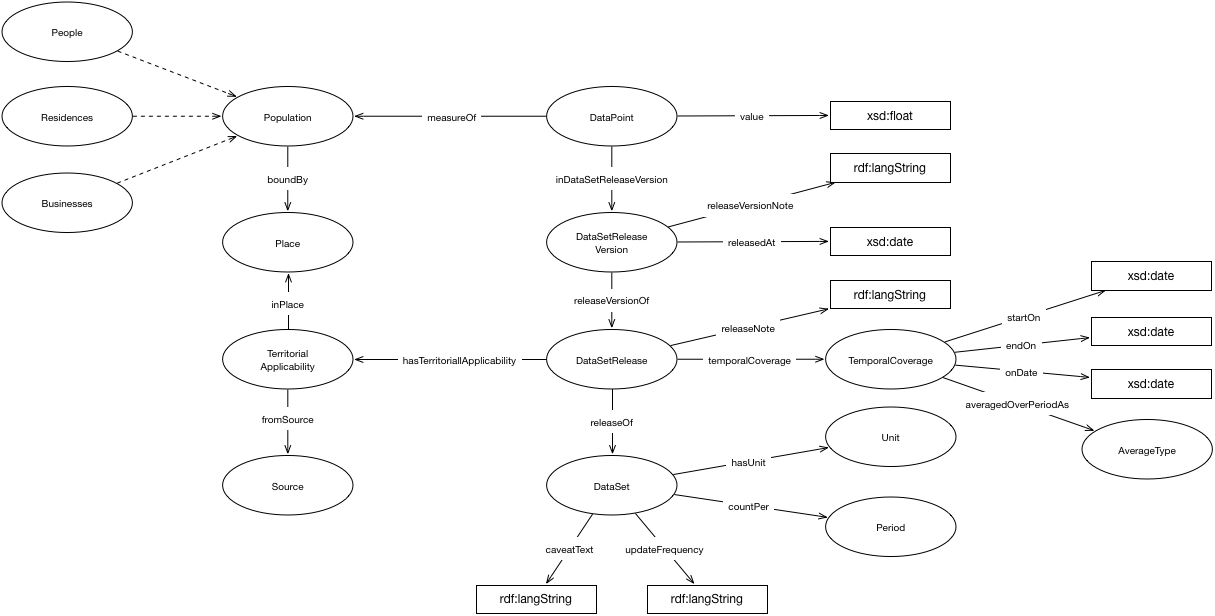 People
Residences
Population
measureOf
DataPoint
value
xsd:float
boundBy
inDataSetReleaseVersion
rdf:langString
Businesses
releaseVersionNote
Place
DataSetRelease
Version
releasedAt
xsd:date
inPlace
releaseVersionOf
rdf:langString
xsd:date
releaseNote
startOn
Territorial
Applicability
hasTerritoriallApplicability
DataSetRelease
temporalCoverage
TemporalCoverage
endOn
xsd:date
onDate
xsd:date
fromSource
releaseOf
averagedOverPeriodAs
Unit
AverageType
hasUnit
Source
DataSet
countPer
Period
caveatText
updateFrequency
rdf:langString
rdf:langString